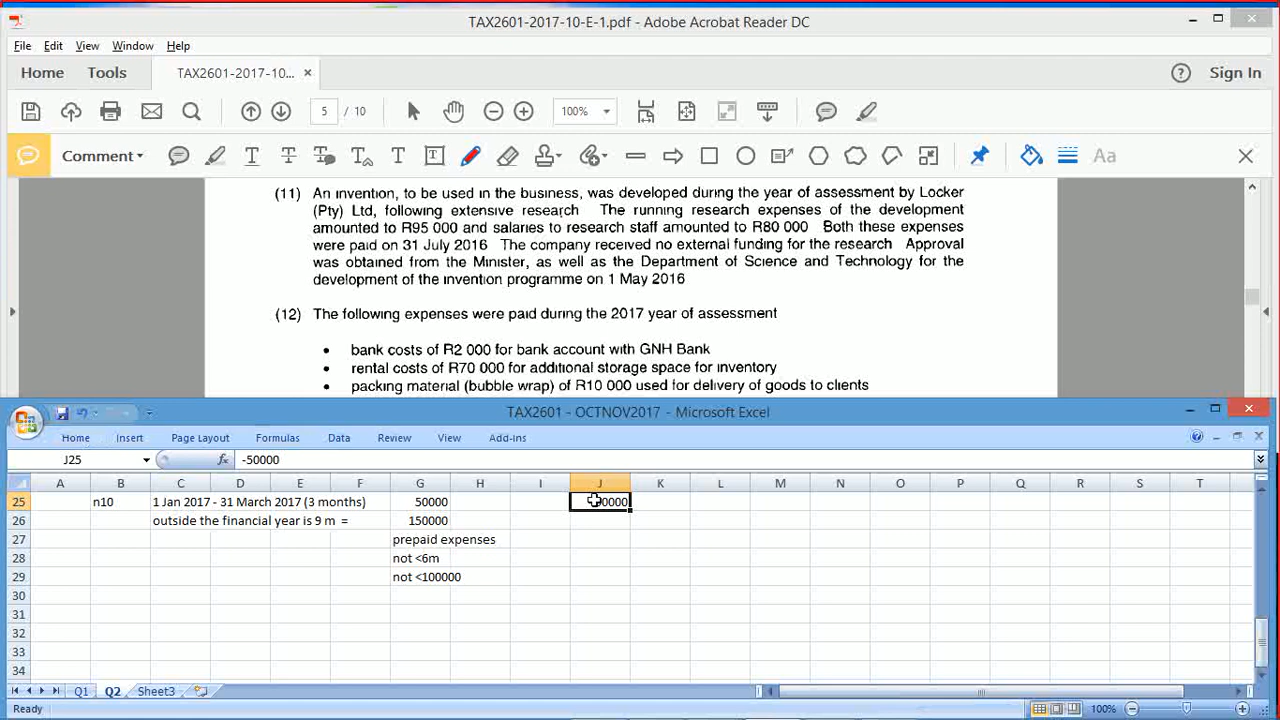 TAX2601-2017-10-E-1.pdf - Adobe Acrobat Reader DC
File Edit View Window Help
Home Tools TAX2601-2017-10... × Sign In
5 / 10 100%
Comment
(11) An invention, to be used in the business, was developed during the year of assessment by Locker
(Pty) Ltd, following extensive research The running research expenses of the development
amounted to R95 000 and salaries to research staff amounted to R80 000 Both these expenses
were paid on 31 July 2016 The company received no external funding for the research Approval
was obtained from the Minister, as well as the Department of Science and Technology for the
development of the invention programme on 1 May 2016
(12) The following expenses were paid during the 2017 year of assessment
• bank costs of R2 000 for bank account with GNH Bank
• rental costs of R70 000 for additional storage space for inventory
• packing material (bubble wrap) of R10 000 used for delivery of goods to clients
TAX2601 - OCTNOV2017 - Microsoft Excel
Home Insert Page Layout Formulas Data Review View Add-Ins
J25 fx -50000
A B C D E F G H I J K L M N O P Q R S T
25 n10 1 Jan 2017 - 31 March 2017 (3 months) 50000
26 outside the financial year is 9 m = 150000
27 prepaid expenses
28 not <6m
29 not <100000
30
31
32
33
34
Q1 Q2 Sheet3
Ready 100%